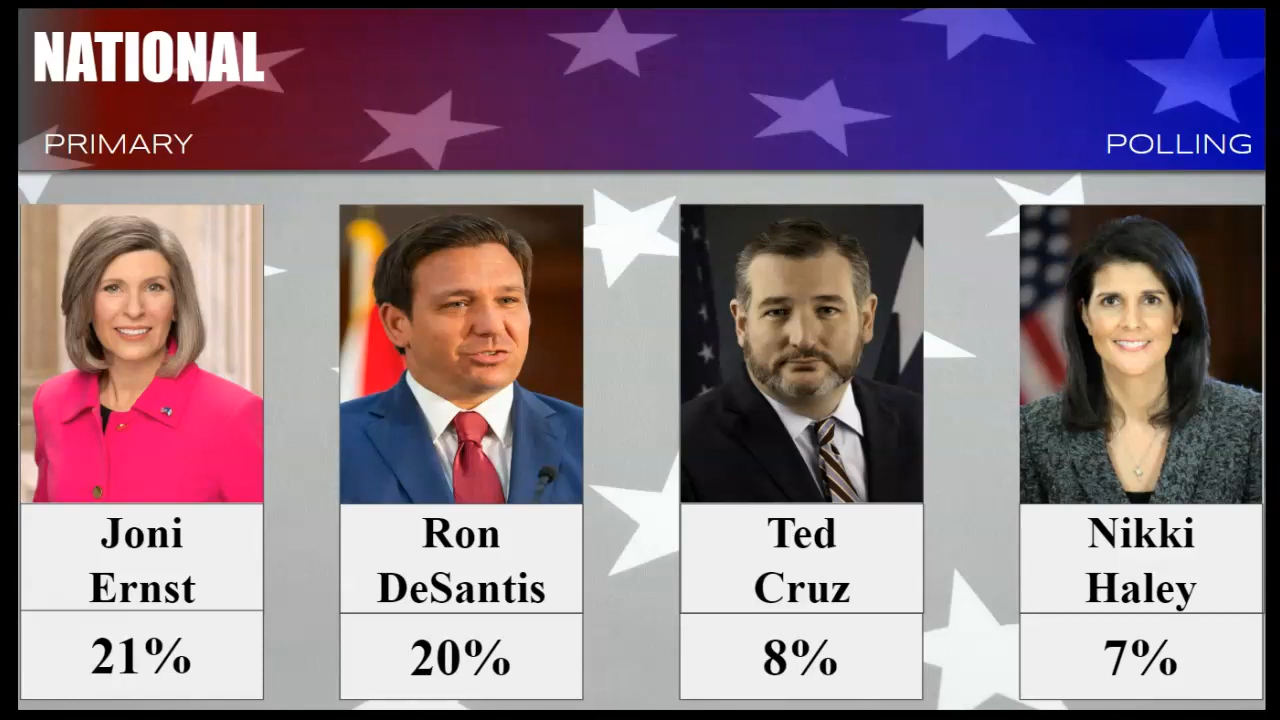 NATIONAL
PRIMARY
POLLING
Joni
Ernst
21%
Ron
DeSantis
20%
Ted
Cruz
8%
Nikki
Haley
7%